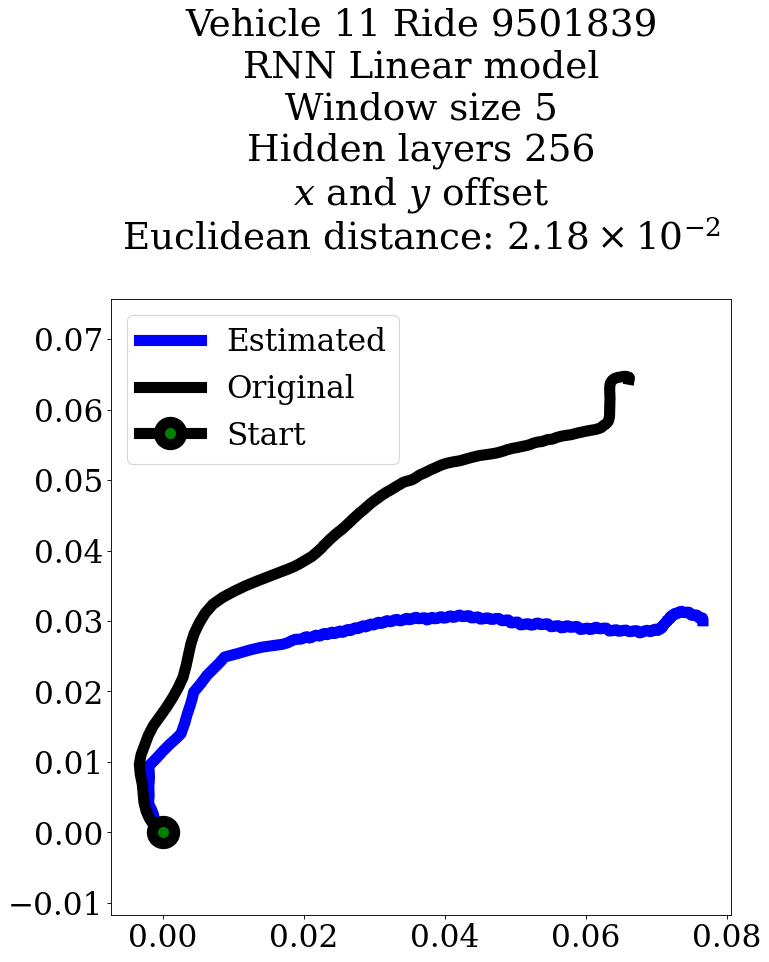 Vehicle 11 Ride 9501839
RNN Linear model
Window size 5
Hidden layers 256
x and y offset
Euclidean distance: 2.18 × 10⁻²
Estimated
Original
Start
0.07
0.06
0.05
0.04
0.03
0.02
0.01
0.00
−0.01
0.00 0.02 0.04 0.06 0.08